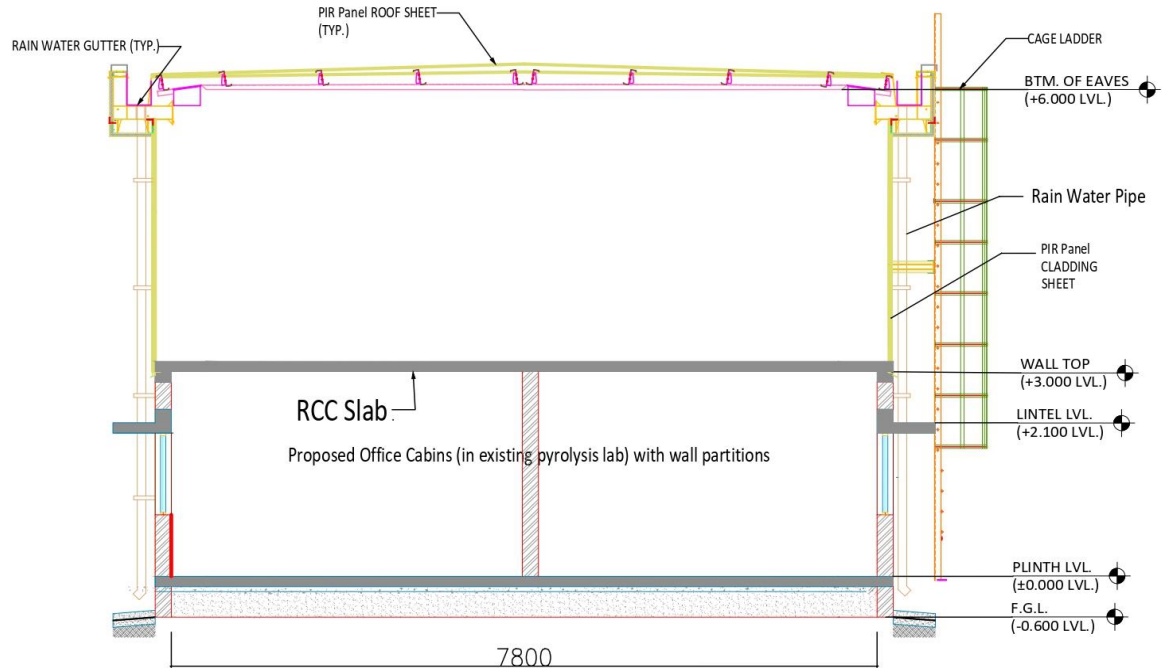 PIR Panel ROOF SHEET
(TYP.)
RAIN WATER GUTTER (TYP.)
CAGE LADDER
BTM. OF EAVES
(+6.000 LVL.)
Rain Water Pipe
PIR Panel
CLADDING
SHEET
WALL TOP
(+3.000 LVL.)
RCC Slab
LINTEL LVL.
(+2.100 LVL.)
Proposed Office Cabins (in existing pyrolysis lab) with wall partitions
PLINTH LVL.
(±0.000 LVL.)
F.G.L.
(-0.600 LVL.)
7800